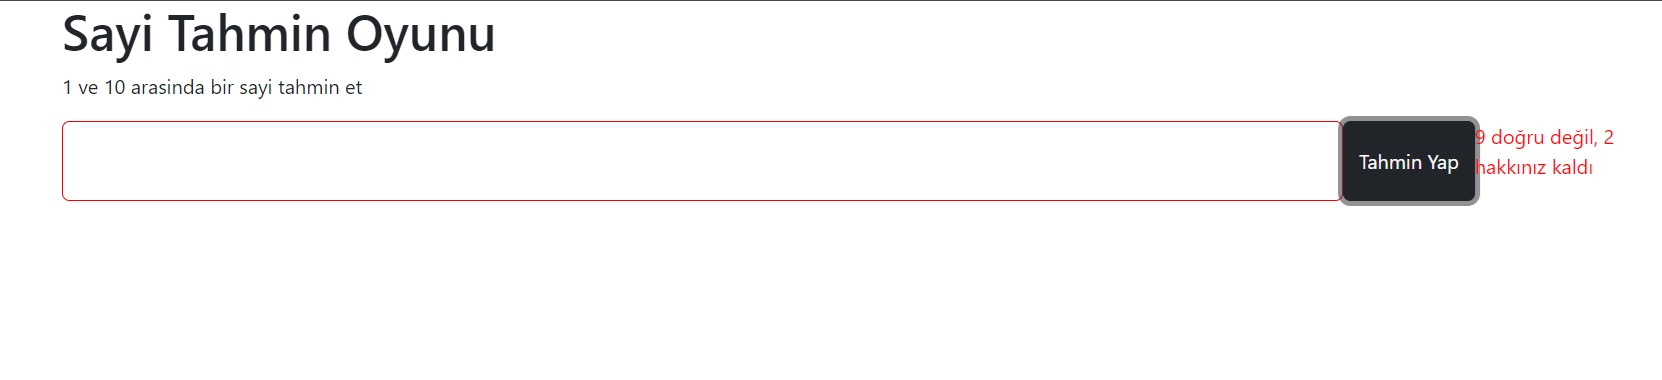 Sayi Tahmin Oyunu
1 ve 10 arasinda bir sayi tahmin et
Tahmin Yap
9 doğru değil, 2
hakkınız kaldı